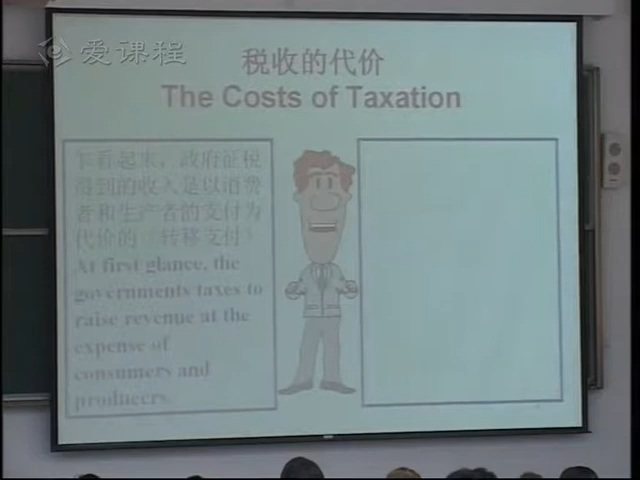 爱课程
税收的代价
The Costs of Taxation
乍看起来，政府征税
得到的收入是以消费
者和生产者的支付为
代价的（转移支付）
At first glance, the
governments taxes to
raise revenue at the
expense of
consumers and
producers.